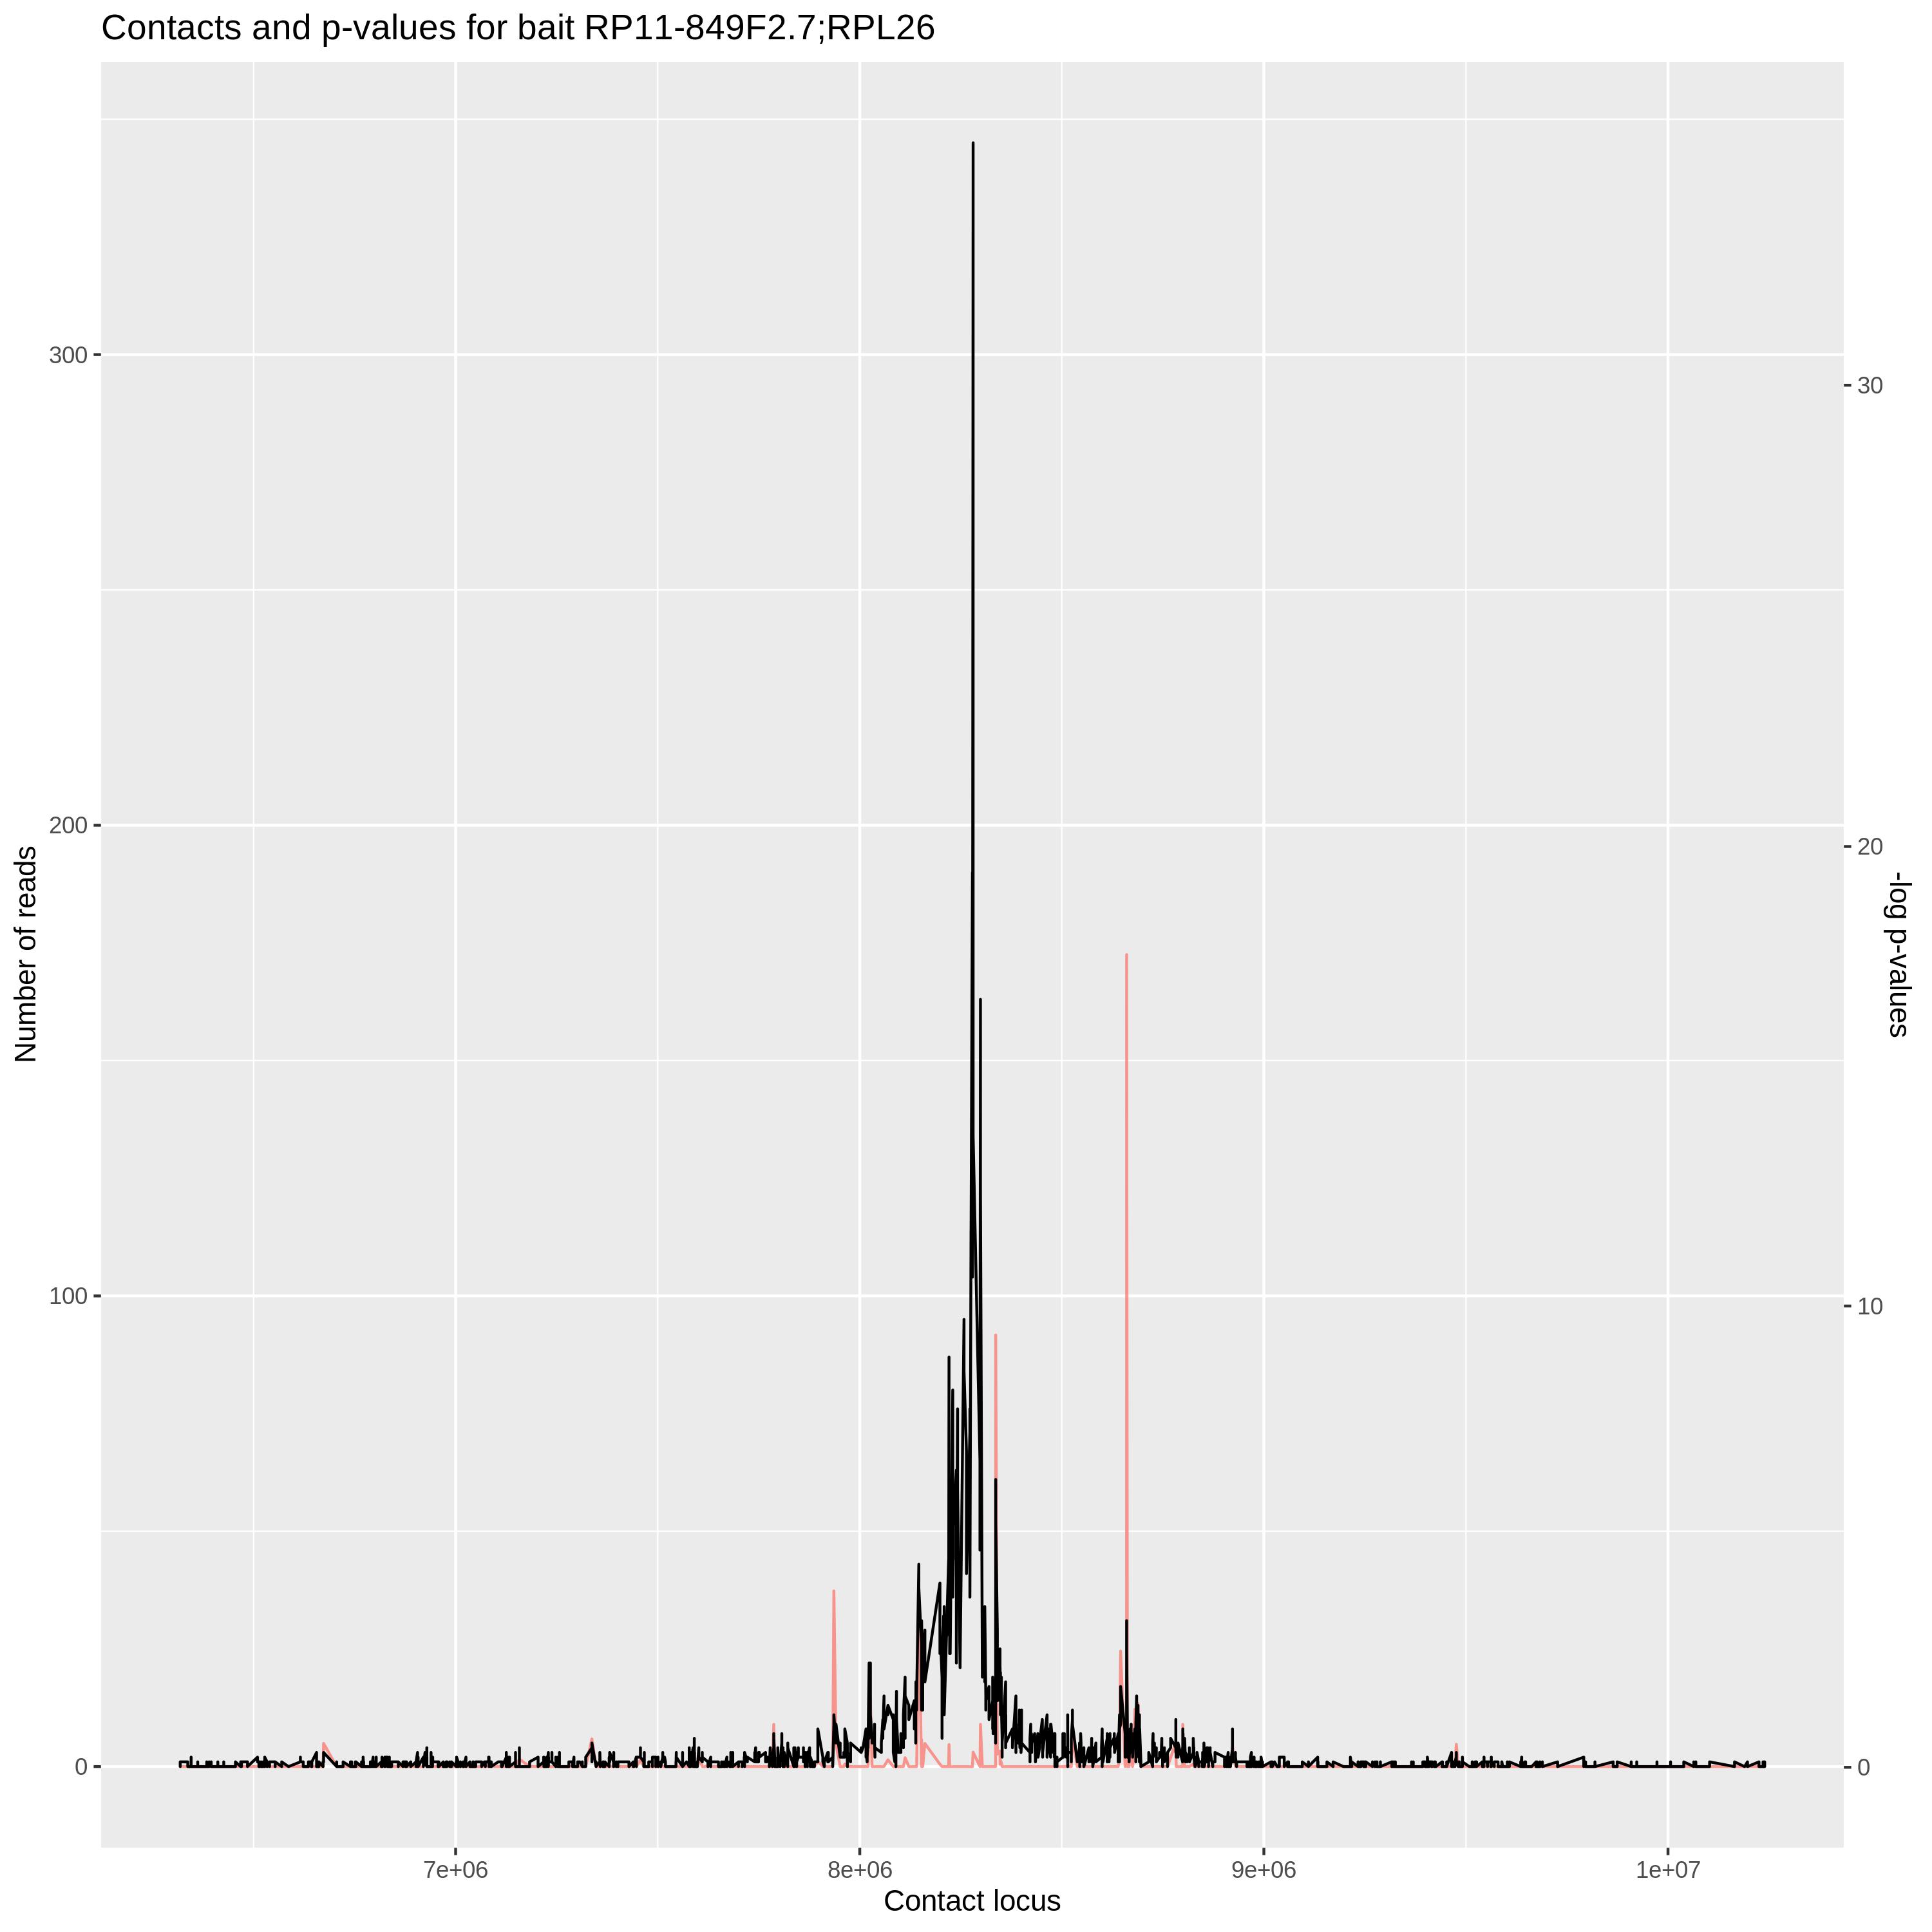 Contacts and p-values for bait RP11-849F2.7;RPL26
300
200
100
0
30
20
10
0
Number of reads
-log p-values
7e+06
8e+06
9e+06
1e+07
Contact locus